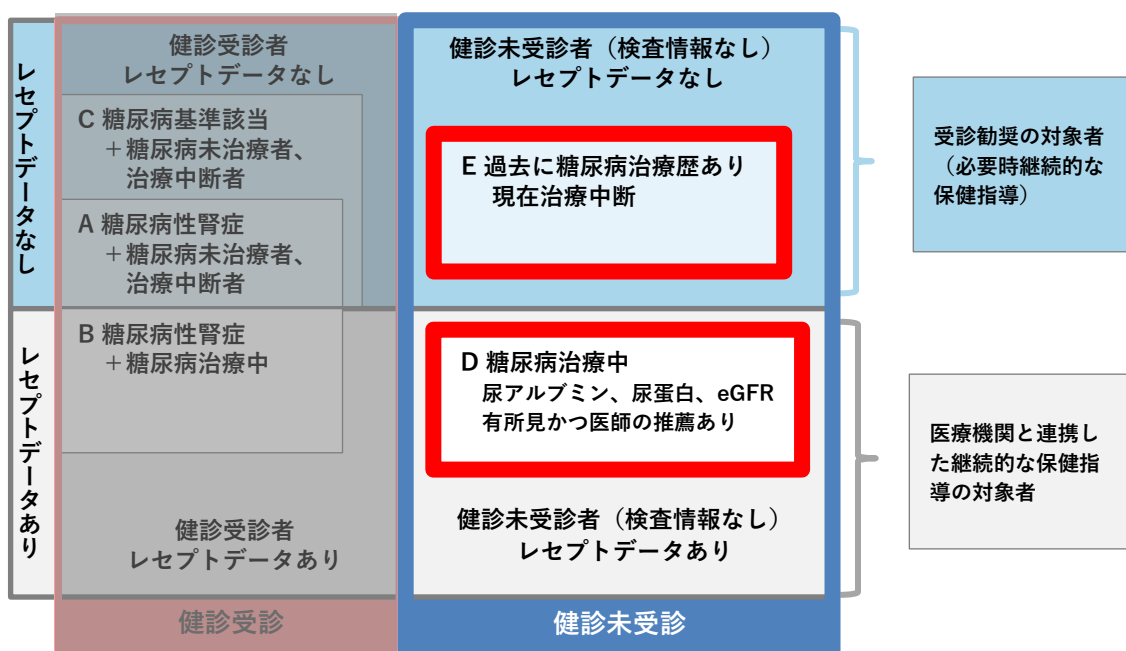 レセプトデータなし
健診受診者
レセプトデータなし
C 糖尿病基準該当
＋糖尿病未治療者、
治療中断者
A 糖尿病性腎症
＋糖尿病未治療者、
治療中断者
健診未受診者（検査情報なし）
レセプトデータなし
E 過去に糖尿病治療歴あり
現在治療中断
受診勧奨の対象者
（必要時継続的な
保健指導）
レセプトデータあり
B 糖尿病性腎症
＋糖尿病治療中
健診受診者
レセプトデータあり
D 糖尿病治療中
尿アルブミン、尿蛋白、eGFR
有所見かつ医師の推薦あり
健診未受診者（検査情報なし）
レセプトデータあり
医療機関と連携し
た継続的な保健指
導の対象者
健診受診
健診未受診